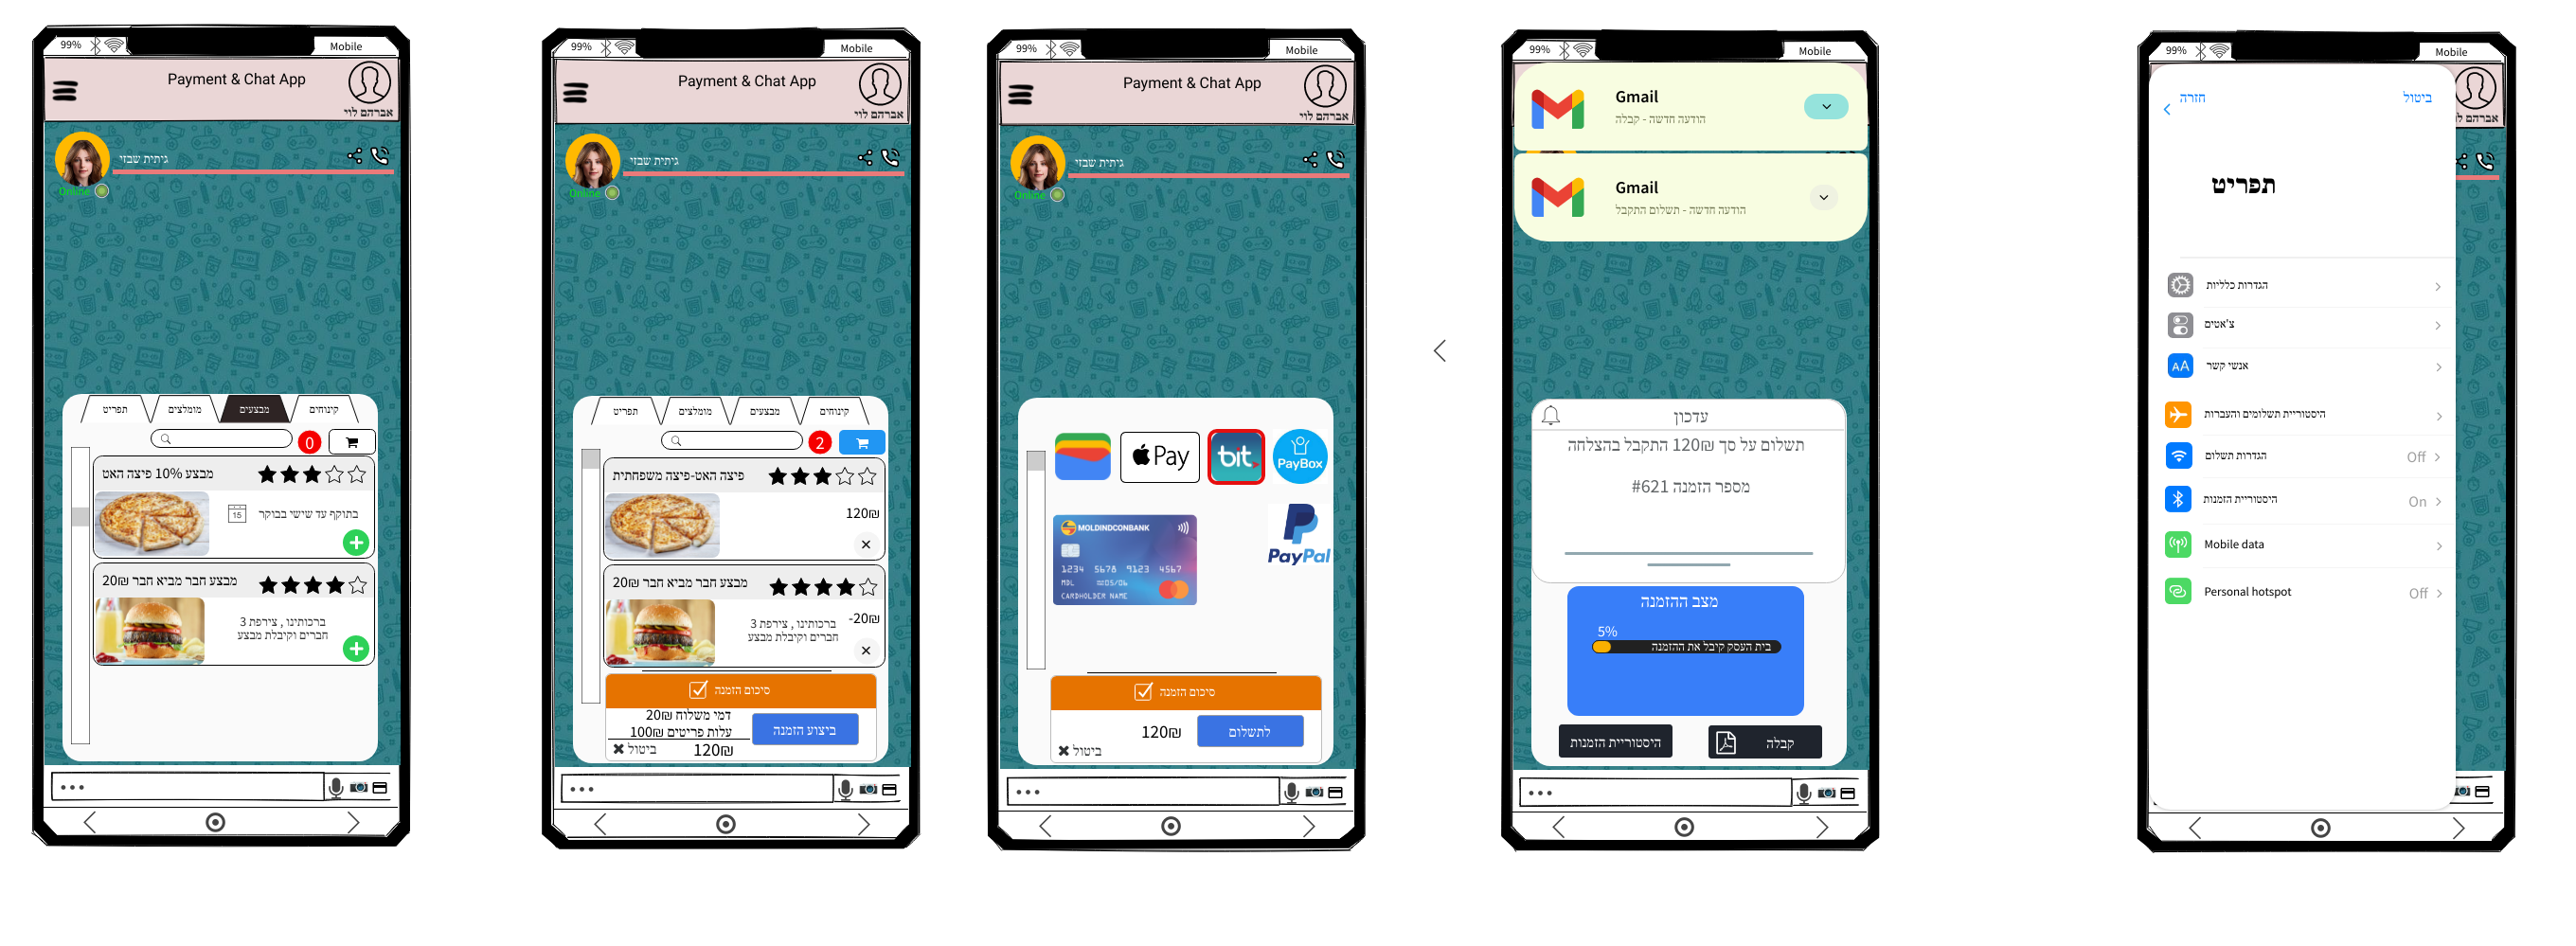 99%
Mobile
Payment & Chat App
אברהם לוי
גיתית שבזי
Online
תפריט
מומלצים
מבצעים
קינוחים
0
מבצע 10% פיצה האט
15
בתוקף עד שישי בבוקר
מבצע חבר מביא חבר 20₪
ברכותינו , צירפת 3
חברים וקיבלת מבצע
99%
Mobile
Payment & Chat App
אברהם לוי
גיתית שבזי
Online
תפריט
מומלצים
מבצעים
קינוחים
2
פיצה האט-פיצה משפחתית
120₪
מבצע חבר מביא חבר 20₪
-20₪
ברכותינו , צירפת 3
חברים וקיבלת מבצע
סיכום הזמנה
דמי משלוח 20₪
עלות פריטים 100₪
ביצוע הזמנה
ביטול
120₪
99%
Mobile
Payment & Chat App
אברהם לוי
גיתית שבזי
Online
Pay
bit
PayBox
MOLDINDCONBANK
1234 5678 9123 4567
MDL 05/06
CARDHOLDER NAME
PayPal
סיכום הזמנה
120₪
לתשלום
ביטול
99%
Mobile
Gmail
הודעה חדשה - קבלה
Gmail
הודעה חדשה - תשלום התקבל
עדכון
תשלום על סך 120₪ התקבל בהצלחה
מספר הזמנה 621#
מצב ההזמנה
5%
בית העסק קיבל את ההזמנה
היסטוריית הזמנות
קבלה
99%
Mobile
חזרה
ביטול
תפריט
הגדרות כלליות
צ'אטים
AA
אנשי קשר
היסטוריית תשלומים והעברות
הגדרות תשלום
Off
היסטוריית הזמנות
On
Mobile data
Personal hotspot
Off